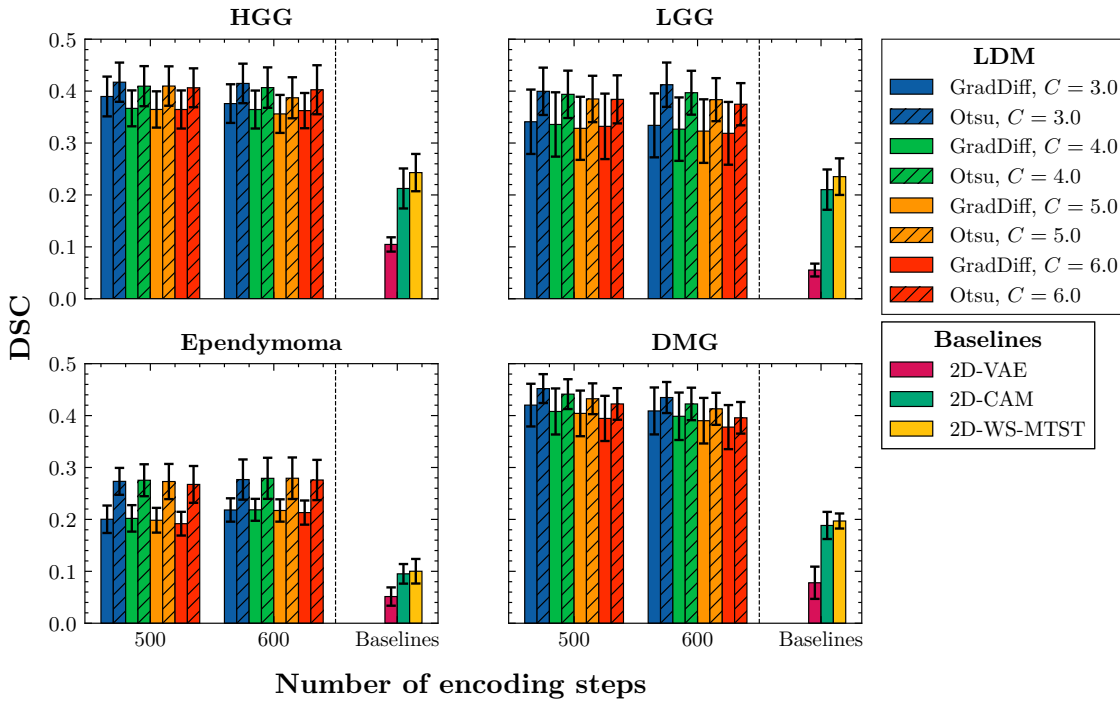 HGG
LGG
0.5
0.4
0.3
0.2
0.1
0.0
500
600
Baselines
LDM
GradDiff, C = 3.0
Otsu, C = 3.0
GradDiff, C = 4.0
Otsu, C = 4.0
GradDiff, C = 5.0
Otsu, C = 5.0
GradDiff, C = 6.0
Otsu, C = 6.0
Baselines
2D-VAE
2D-CAM
2D-WS-MTST
DSC
Ependymoma
DMG
0.5
0.4
0.3
0.2
0.1
0.0
500
600
Baselines
Number of encoding steps